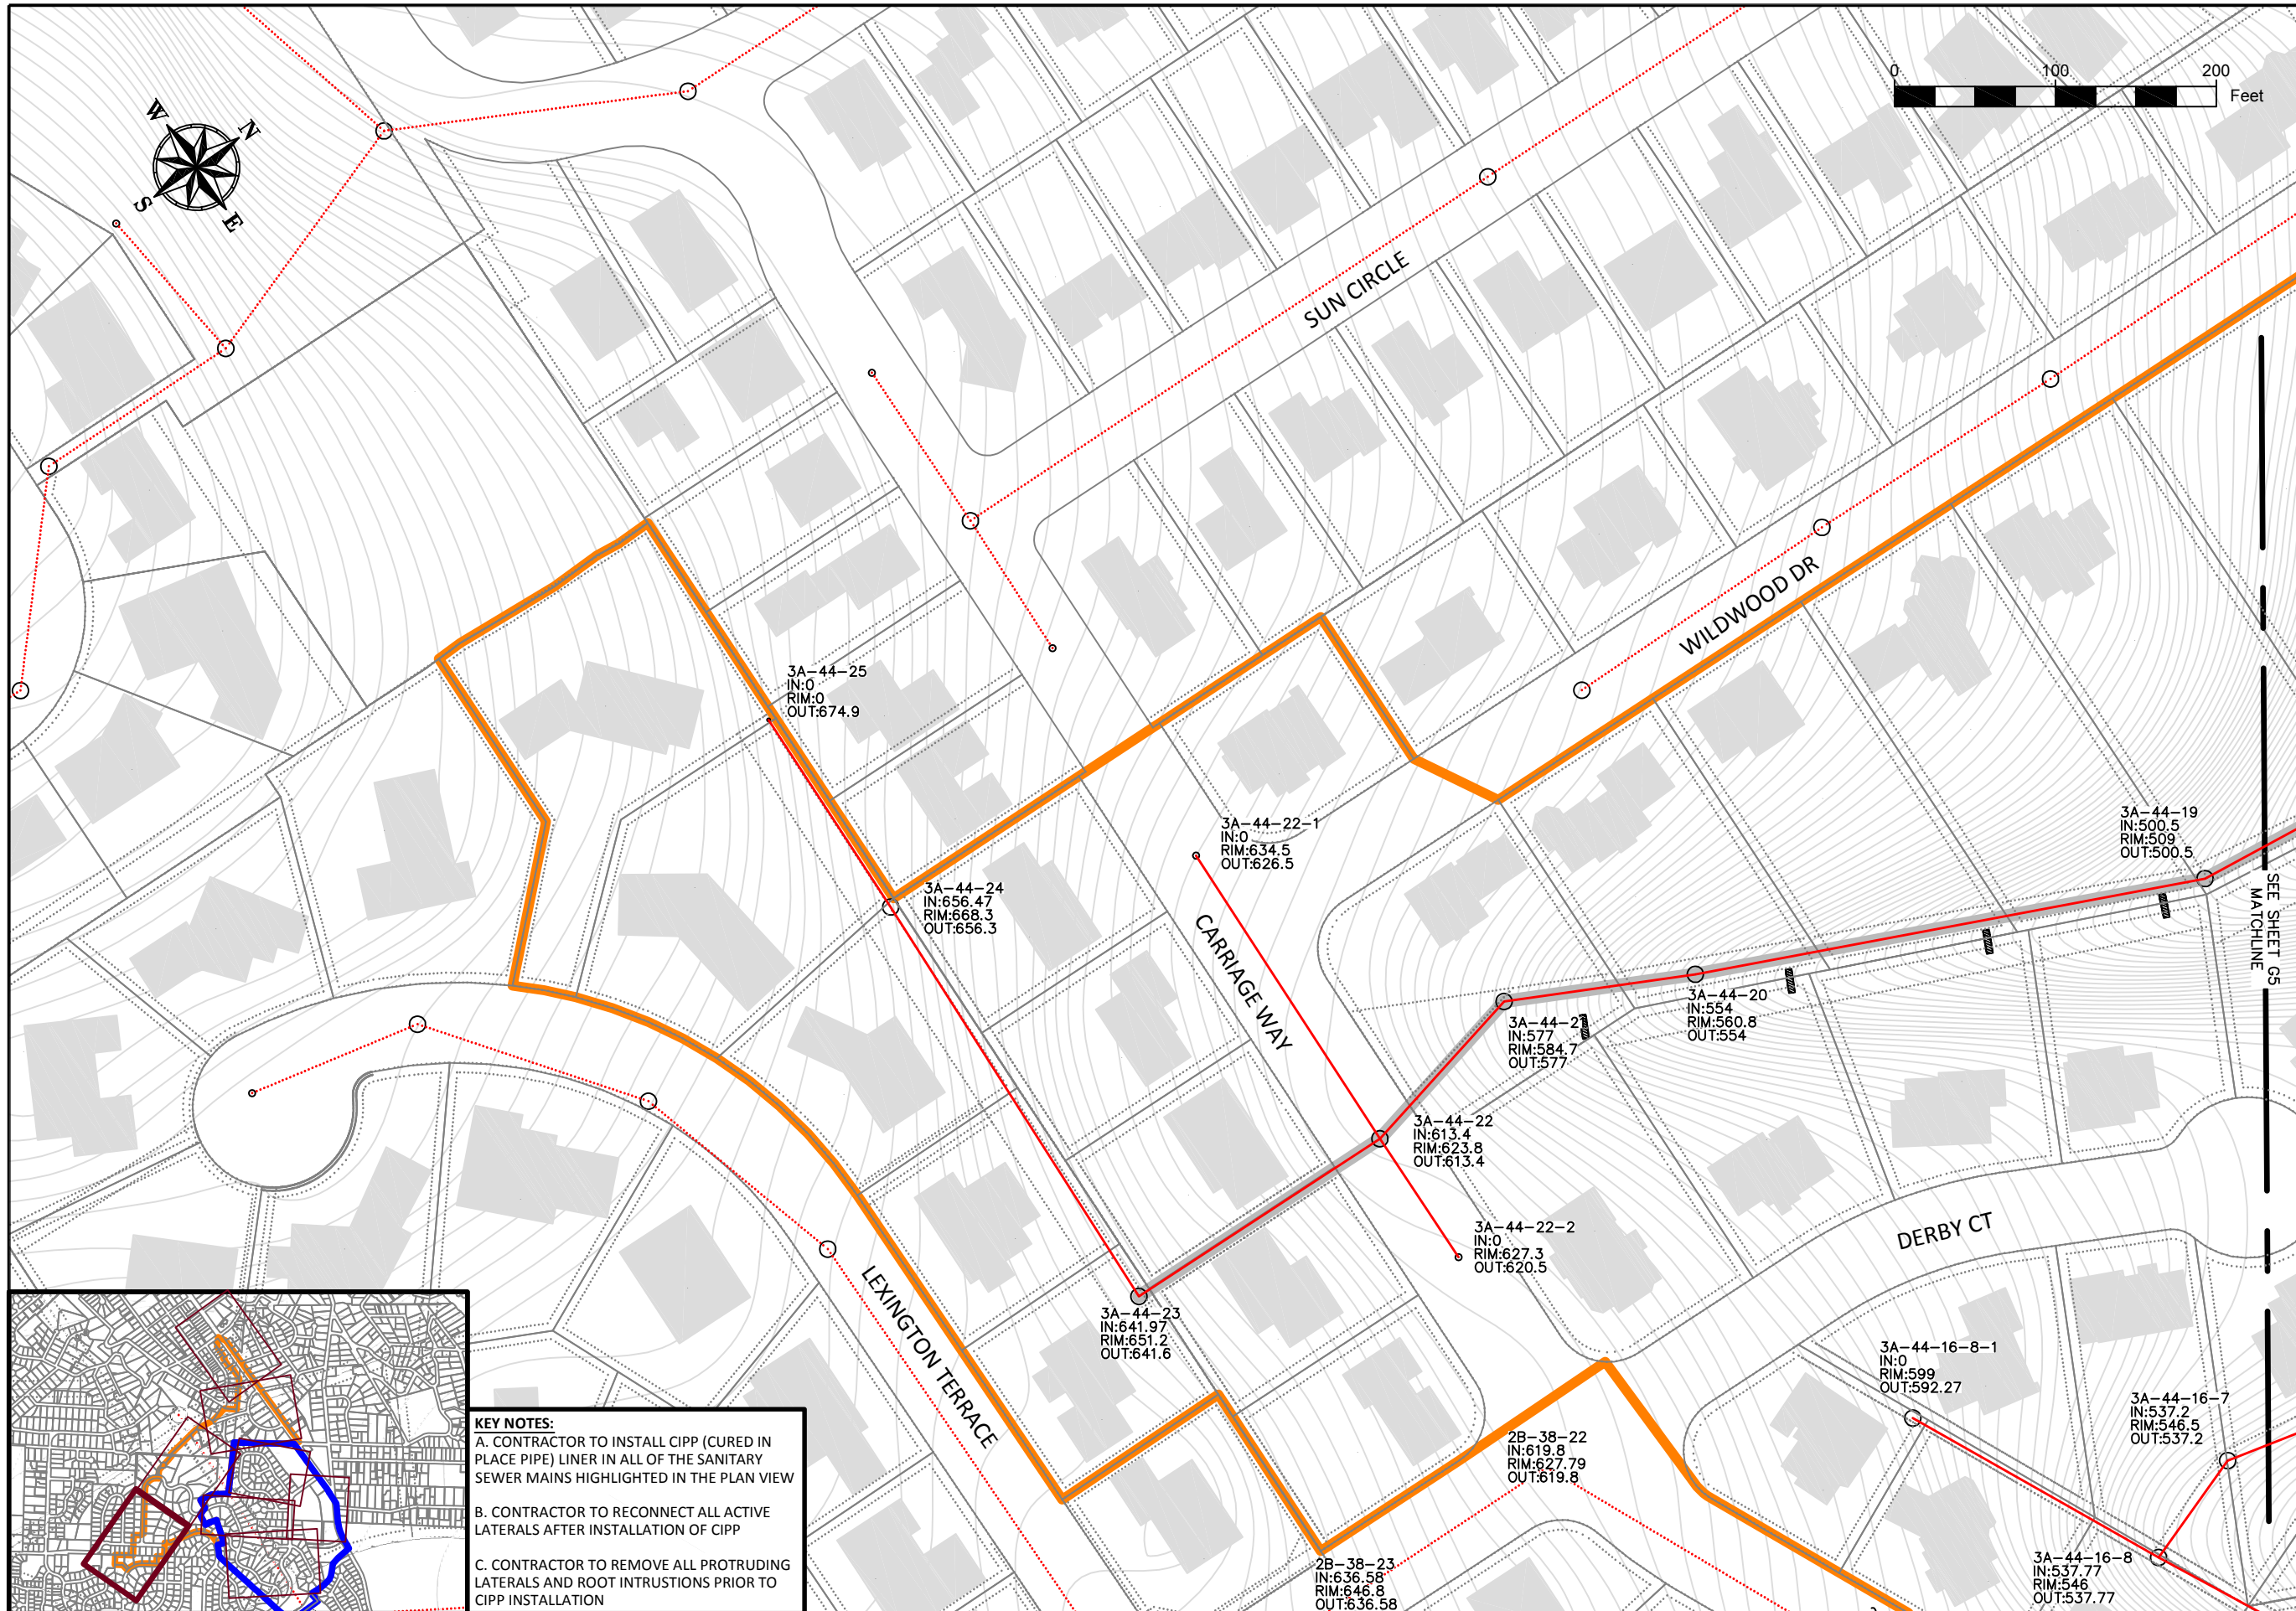 0 100 200
Feet
W
N
S
E
SUN CIRCLE
WILDWOOD DR
3A-44-25
IN:0
RIM:0
OUT:674.9
3A-44-22-1
IN:0
RIM:634.5
OUT:626.5
3A-44-19
IN:500.5
RIM:509
OUT:500.5
3A-44-24
IN:656.47
RIM:668.3
OUT:656.3
SEE SHEET G5
MATCHLINE
CARRIAGE WAY
3A-44-20
IN:554
RIM:560.8
OUT:554
3A-44-21
IN:577
RIM:584.7
OUT:577
3A-44-22
IN:613.4
RIM:623.8
OUT:613.4
3A-44-22-2
IN:0
RIM:627.3
OUT:620.5
DERBY CT
LEXINGTON TERRACE
3A-44-23
IN:641.97
RIM:651.2
OUT:641.6
3A-44-16-8-1
IN:0
RIM:599
OUT:592.27
3A-44-16-7
IN:537.2
RIM:546.5
OUT:537.2
2B-38-22
IN:619.8
RIM:627.79
OUT:619.8
3A-44-16-8
IN:537.77
RIM:546
OUT:537.77
2B-38-23
IN:636.58
RIM:646.8
OUT:636.58
KEY NOTES:
A. CONTRACTOR TO INSTALL CIPP (CURED IN
PLACE PIPE) LINER IN ALL OF THE SANITARY
SEWER MAINS HIGHLIGHTED IN THE PLAN VIEW
B. CONTRACTOR TO RECONNECT ALL ACTIVE
LATERALS AFTER INSTALLATION OF CIPP
C. CONTRACTOR TO REMOVE ALL PROTRUDING
LATERALS AND ROOT INTRUSTIONS PRIOR TO
CIPP INSTALLATION